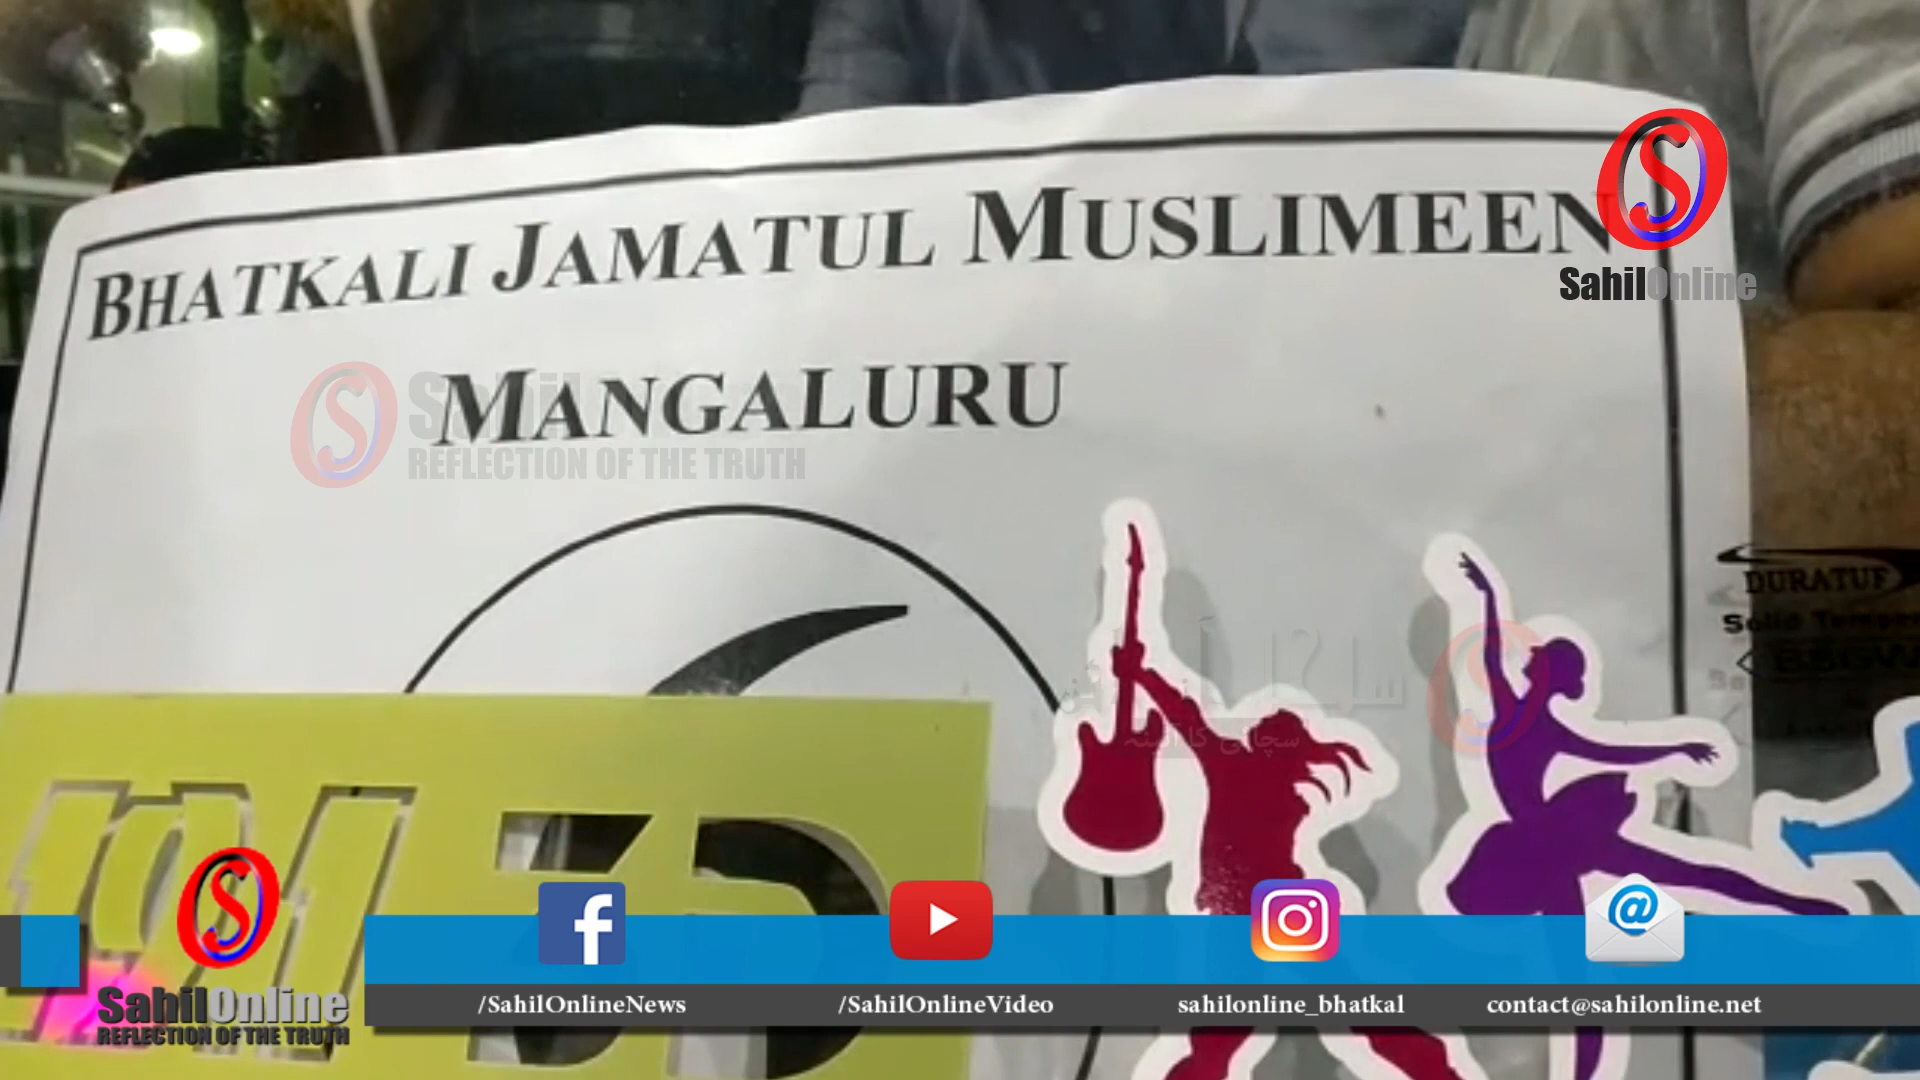 BHATKALI JAMATUL MUSLIMEEN
MANGALURU
SahilOnline
REFLECTION OF THE TRUTH
DURATUF
SahilOnline
REFLECTION OF THE TRUTH
/SahilOnlineNews
/SahilOnlineVideo
sahilonline_bhatkal
contact@sahilonline.net